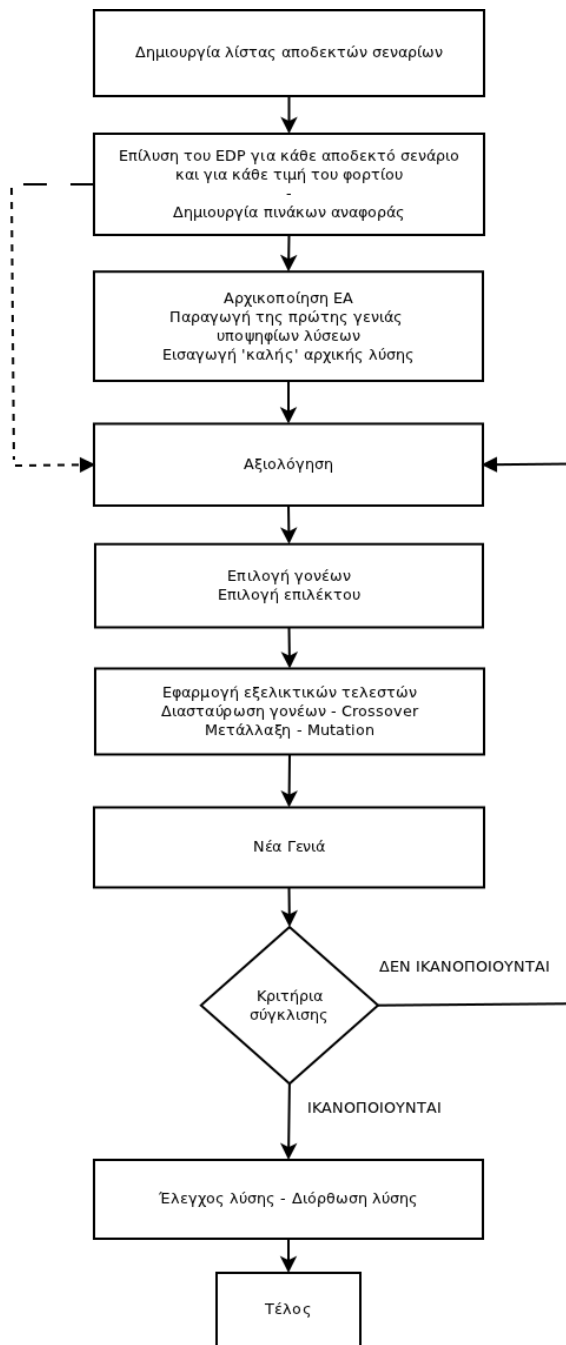 Δημιουργία λίστας αποδεκτών σεναρίων
Επίλυση του EDP για κάθε αποδεκτό σενάριο
και για κάθε τιμή του φορτίου
-
Δημιουργία πινάκων αναφοράς
Αρχικοποίηση ΕΑ
Παραγωγή της πρώτης γενιάς
υποψηφίων λύσεων
Εισαγωγή 'καλής' αρχικής λύσης
Αξιολόγηση
Επιλογή γονέων
Επιλογή επιλέκτου
Εφαρμογή εξελικτικών τελεστών
Διασταύρωση γονέων - Crossover
Μετάλλαξη - Mutation
Νέα Γενιά
ΔΕΝ ΙΚΑΝΟΠΟΙΟΥΝΤΑΙ
Κριτήρια
σύγκλισης
ΙΚΑΝΟΠΟΙΟΥΝΤΑΙ
Έλεγχος λύσης - Διόρθωση λύσης
Τέλος